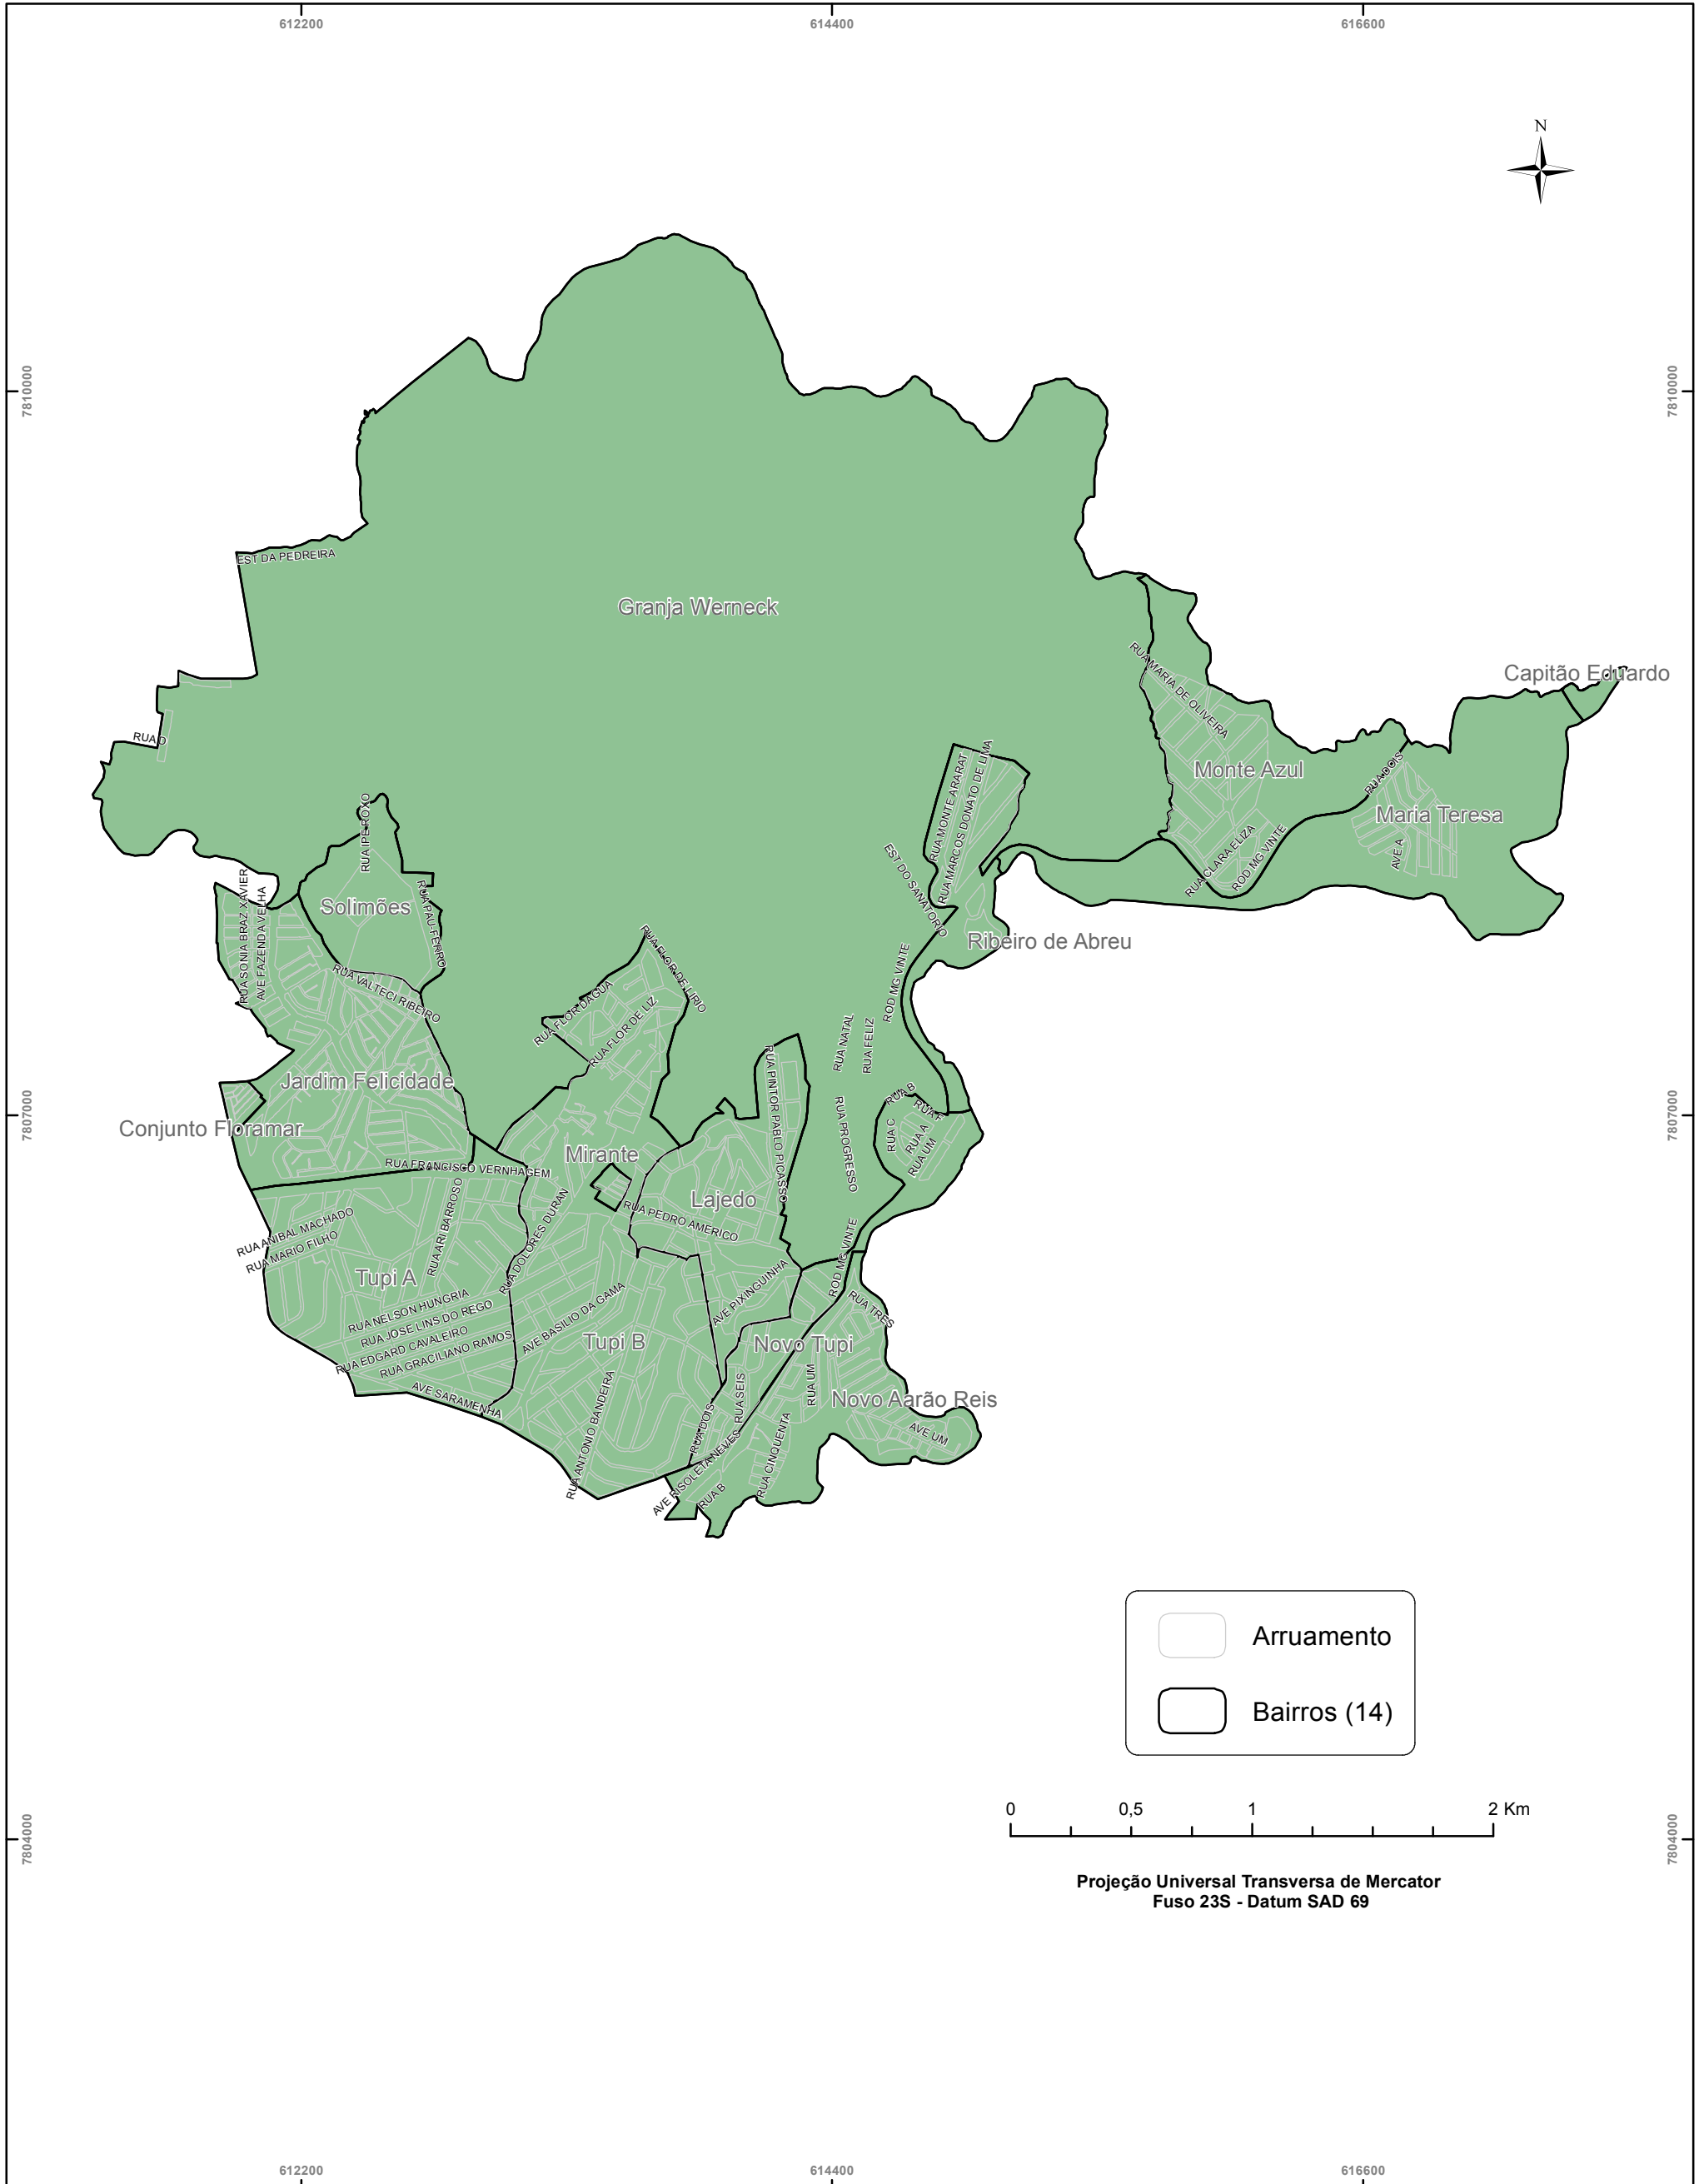 612200
614400
616600
N
7810000
7810000
EST DA PEDREIRA
Granja Werneck
RUA MARIA DE OLIVEIRA
Capitão Eduardo
RUA O
Monte Azul
RUA DOIS
Maria Teresa
RUA IPE ROXO
RUA MONTE ARARAT
RUA MARCOS DONATO DE LIMA
RUA CLARA ELIZA
ROD MG VINTE
AVE A
EST DO SANATORIO
RUA SONIA BRAZ XAVIER
AVE FAZENDA VELHA
Solimões
RUA PAU-FERRO
Ribeiro de Abreu
RUA VALTECI RIBEIRO
RUA FLOR DE LIRIO
RUA FLOR DAGUA
RUA FLOR DE LIZ
ROD MG VINTE
RUA NATAL
RUA FELIZ
Jardim Felicidade
RUA PINTOR PABLO PICASSO
RUA B
RUA F
7807000
7807000
Conjunto Floramar
RUA PROGRESSO
RUA C
RUA A
RUA UM
Mirante
RUA FRANCISCO VERNHAGEM
Lajedo
RUA PEDRO AMERICO
RUA ANIBAL MACHADO
RUA MARIO FILHO
RUA ARI BARROSO
RUA DOLORES DURAN
ROD MG VINTE
Tupi A
AVE PIXINGUINHA
RUA TRES
RUA NELSON HUNGRIA
RUA JOSE LINS DO REGO
RUA EDGARD CAVALEIRO
RUA GRACILIANO RAMOS
AVE BASILIO DA GAMA
Tupi B
Novo Tupi
AVE SARAMENHA
RUA ANTONIO BANDEIRA
RUA DOIS
RUA SEIS
RUA UM
Novo Aarão Reis
AVE UM
AVE RISOLETA NEVES
RUA CINQUENTA
RUA B
Arruamento
Bairros (14)
0
0,5
1
2 Km
7804000
7804000
Projeção Universal Transversa de Mercator
Fuso 23S - Datum SAD 69
612200
614400
616600